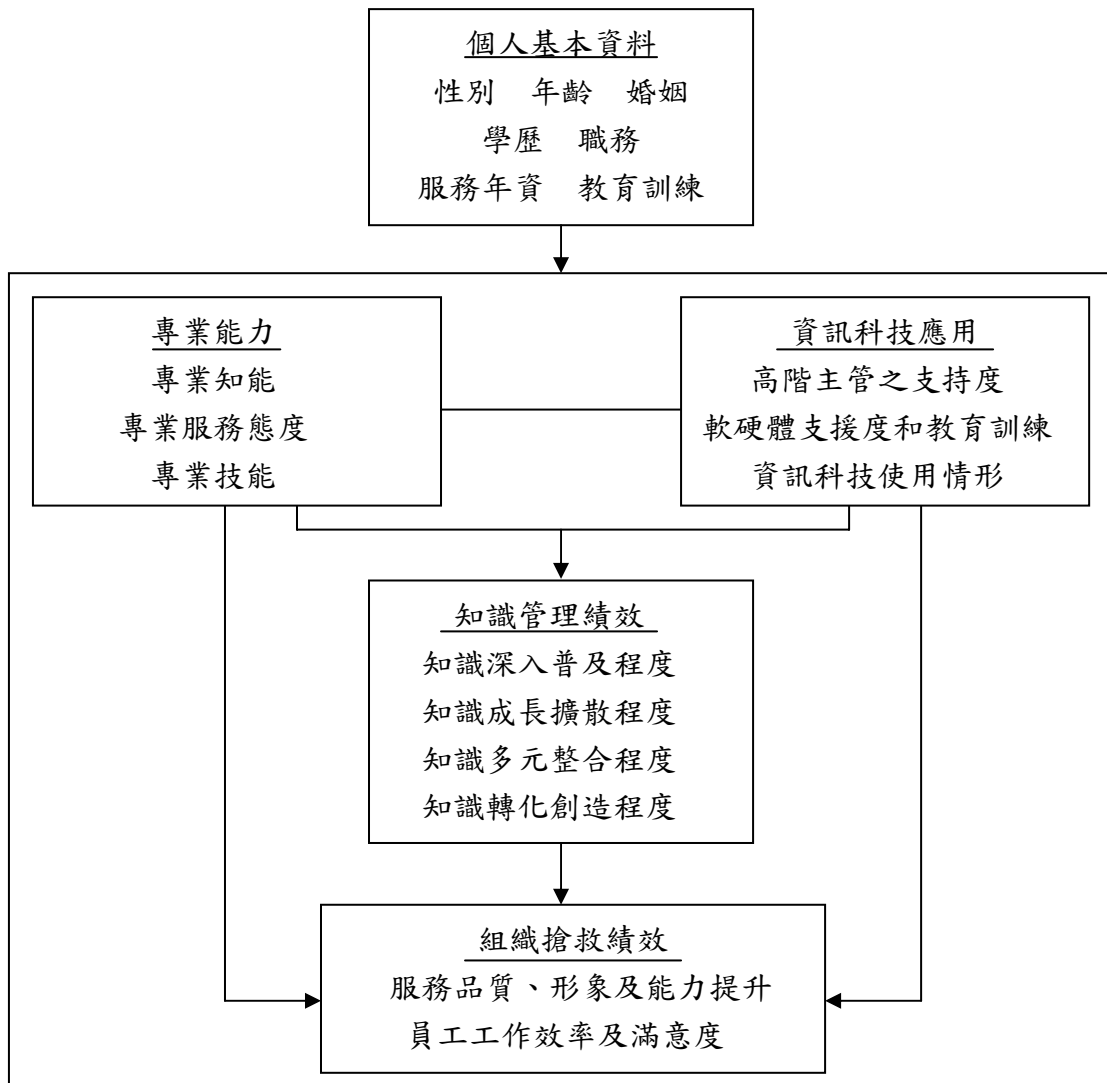 個人基本資料
性別 年齡 婚姻
學歷 職務
服務年資 教育訓練
專業能力
專業知能
專業服務態度
專業技能
資訊科技應用
高階主管之支持度
軟硬體支援度和教育訓練
資訊科技使用情形
知識管理績效
知識深入普及程度
知識成長擴散程度
知識多元整合程度
知識轉化創造程度
組織搶救績效
服務品質、形象及能力提升
員工工作效率及滿意度